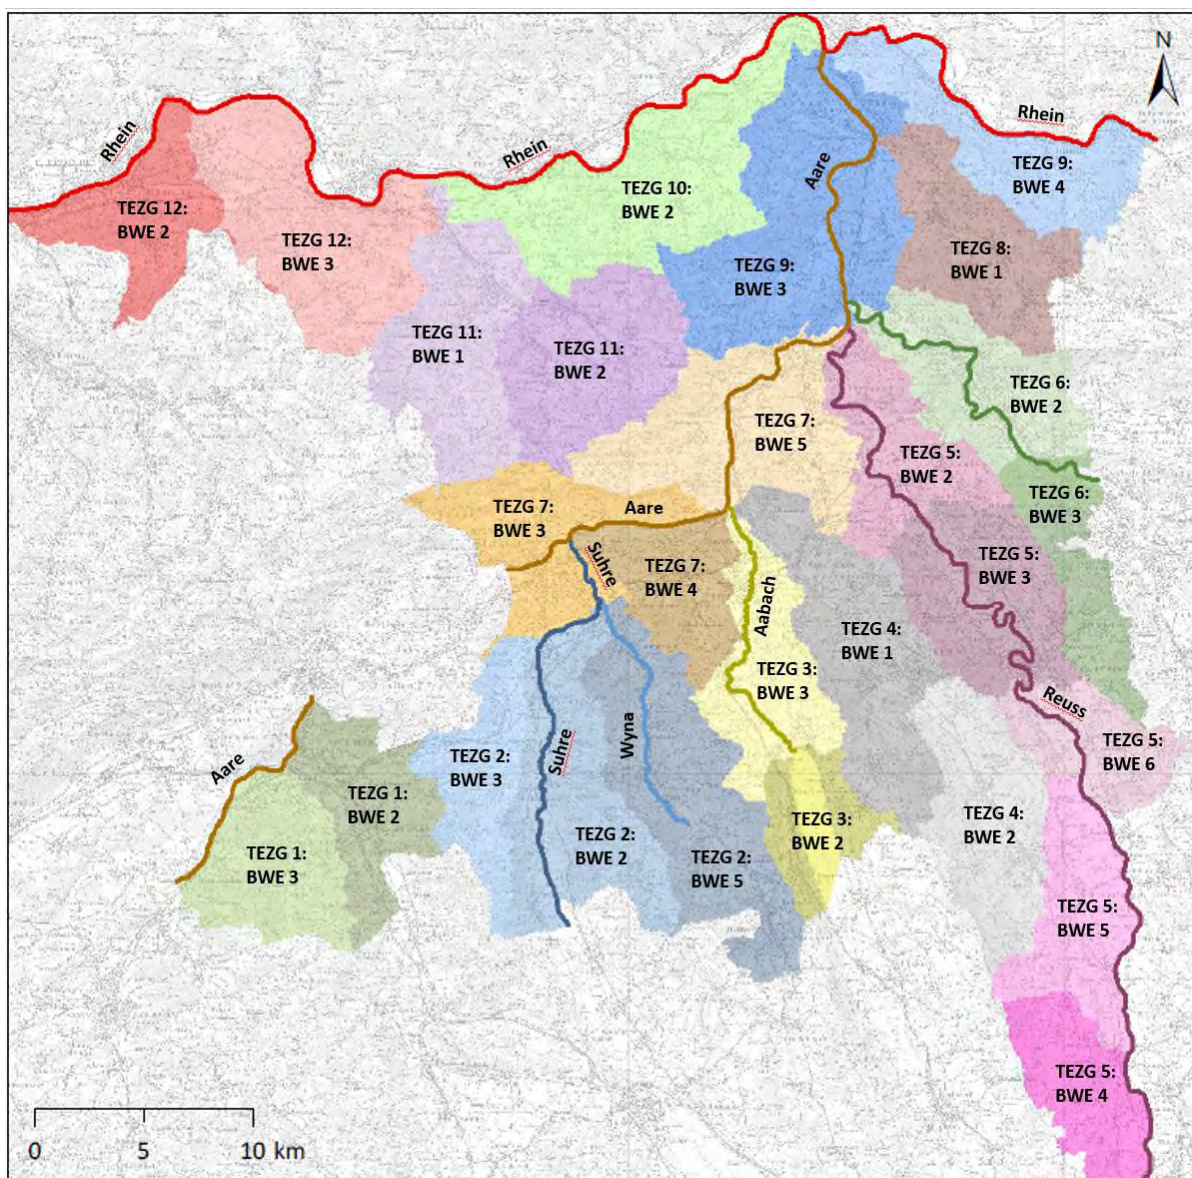 N
Rhein
Rhein
Rhein
Aare
TEZG 9:
BWE 4
TEZG 10:
BWE 2
TEZG 12:
BWE 2
TEZG 12:
BWE 3
TEZG 8:
BWE 1
TEZG 9:
BWE 3
TEZG 11:
BWE 1
TEZG 11:
BWE 2
TEZG 6:
BWE 2
TEZG 7:
BWE 5
TEZG 5:
BWE 2
TEZG 6:
BWE 3
TEZG 7:
BWE 3
Aare
TEZG 5:
BWE 3
Suhre
TEZG 7:
BWE 4
Aabach
TEZG 4:
BWE 1
TEZG 3:
BWE 3
Reuss
TEZG 5:
BWE 6
Aare
TEZG 2:
BWE 3
Suhre
Wyna
TEZG 1:
BWE 2
TEZG 3:
BWE 2
TEZG 4:
BWE 2
TEZG 1:
BWE 3
TEZG 2:
BWE 2
TEZG 2:
BWE 5
TEZG 5:
BWE 5
TEZG 5:
BWE 4
0 5 10 km